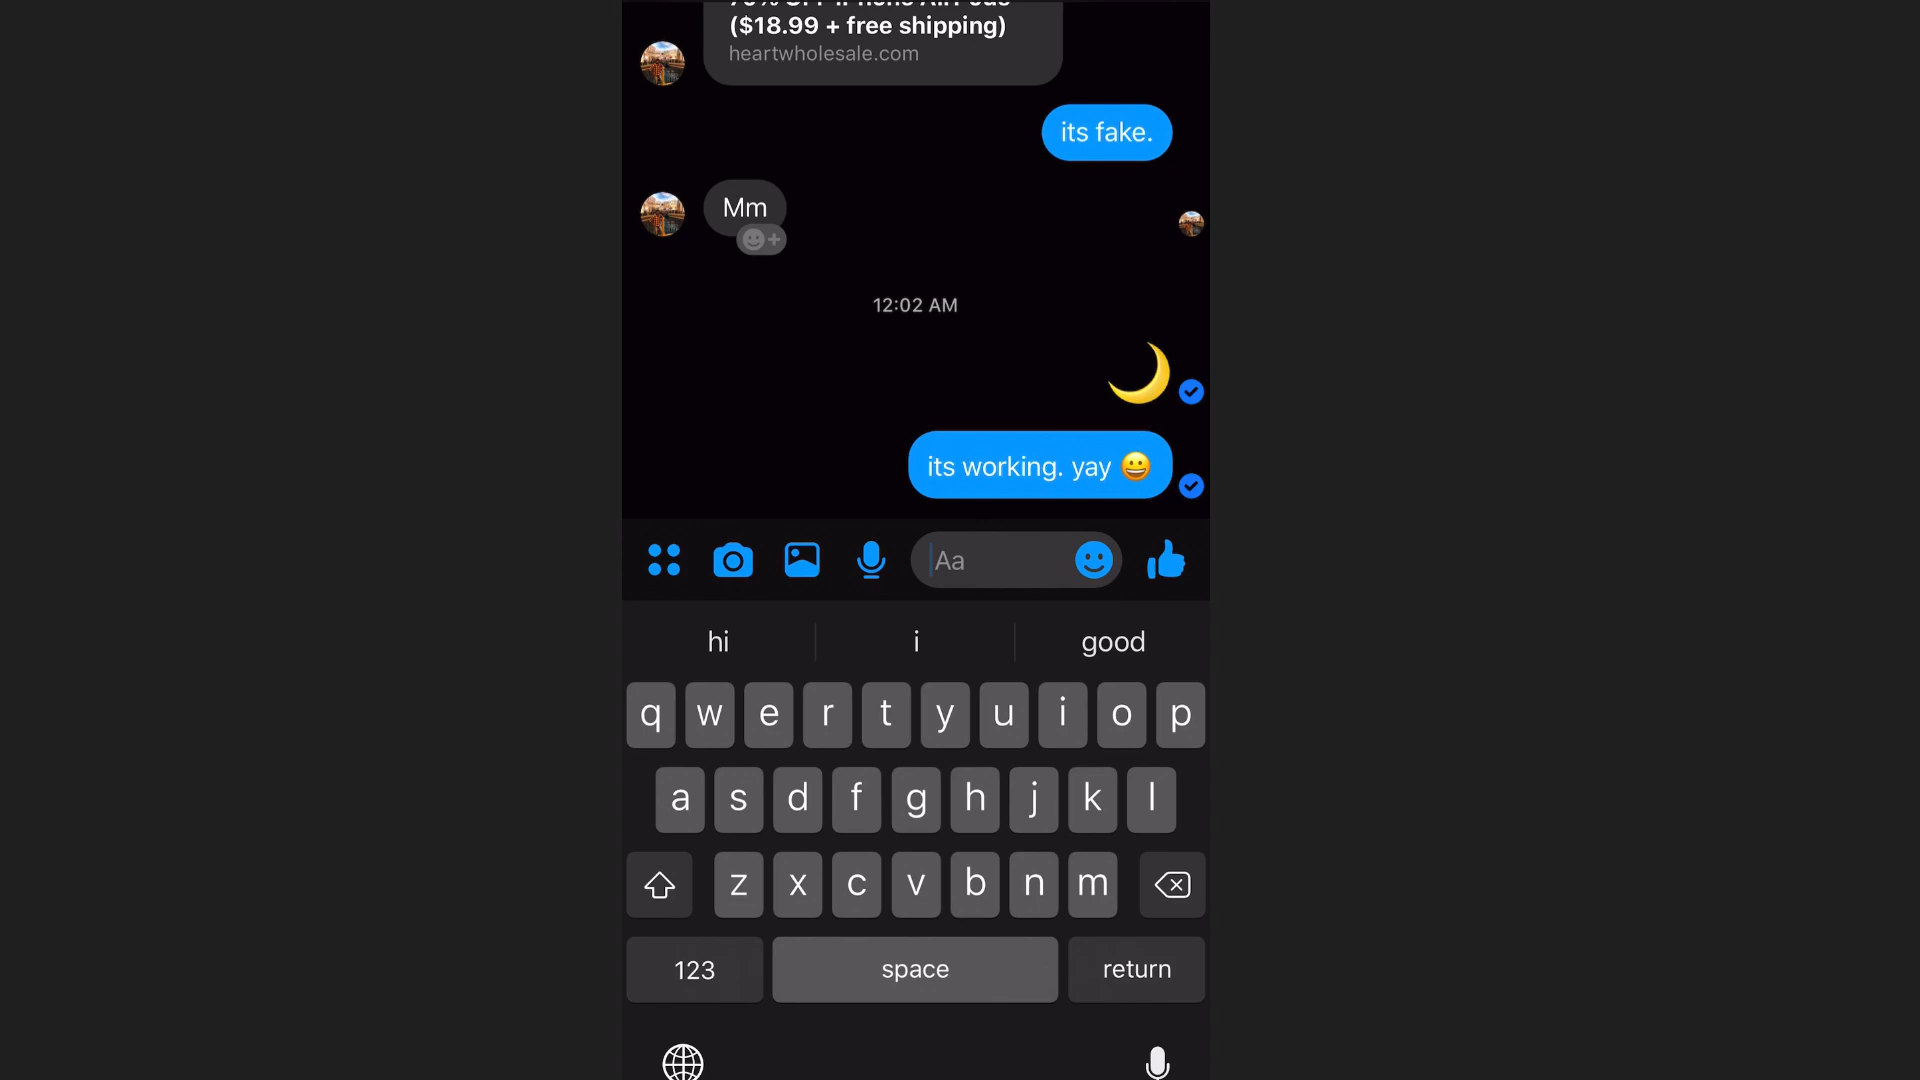 ($18.99 + free shipping)
heartwholesale.com
its fake.
Mm
12:02 AM
its working. yay 😀
Aa
hi i good
q w e r t y u i o p
a s d f g h j k l
z x c v b n m
123 space return